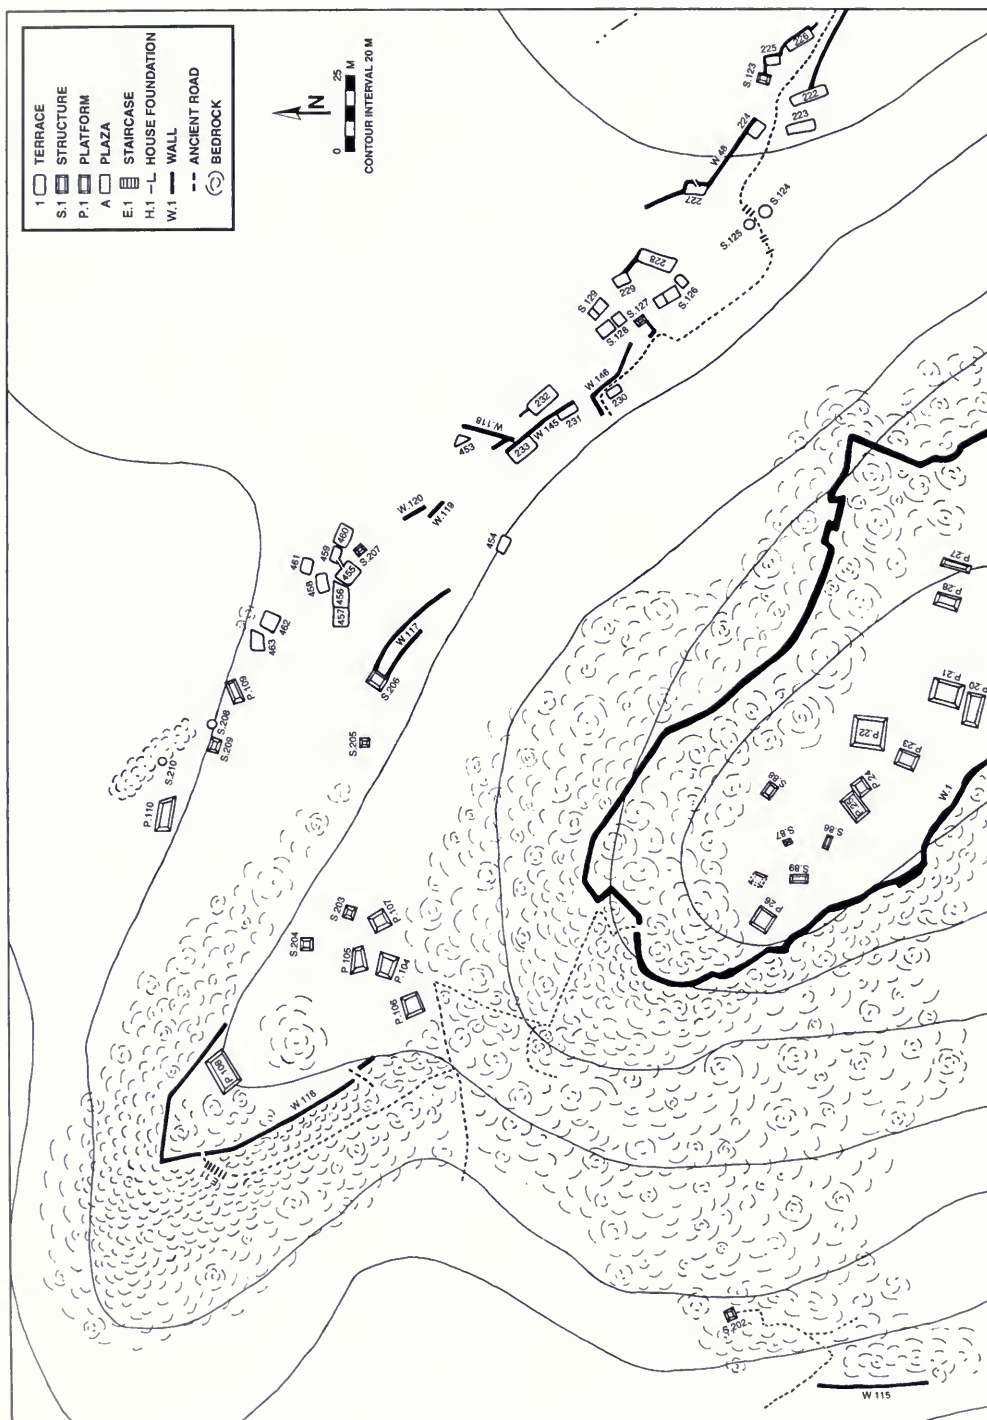 1 TERRACE
S.1 STRUCTURE
P.1 PLATFORM
A PLAZA
E.1 STAIRCASE
H.1 HOUSE FOUNDATION
W.1 WALL
ANCIENT ROAD
BEDROCK
N
0 25 M
CONTOUR INTERVAL 20 M
226
225
S.123
222
223
224
W.48
227
S.124
S.125
228
229
S.126
S.127
S.128
S.129
W.146
230
231
232
W.145
233
W.118
453
W.120
W.119
454
461
459
460
458
455
S.207
456
457
462
463
W.117
S.206
P.109
S.208
S.209
S.205
S.210
P.110
S.203
S.204
P.107
P.105
P.104
P.106
P.108
W 116
P.27
P.28
P.21
P.20
P.22
P.23
P.24
P.25
S.88
S.87
S.86
S.89
P.26
W.1
S.202
W 115